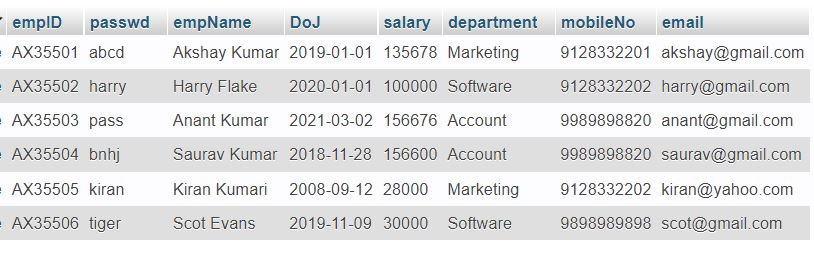 empID passwd empName DoJ salary department mobileNo email
AX35501 abcd Akshay Kumar 2019-01-01 135678 Marketing 9128332201 akshay@gmail.com
AX35502 harry Harry Flake 2020-01-01 100000 Software 9128332202 harry@gmail.com
AX35503 pass Anant Kumar 2021-03-02 156676 Account 9989898820 anant@gmail.com
AX35504 bnhj Saurav Kumar 2018-11-28 156600 Account 9989898820 saurav@gmail.com
AX35505 kiran Kiran Kumari 2008-09-12 28000 Marketing 9128332202 kiran@yahoo.com
AX35506 tiger Scot Evans 2019-11-09 30000 Software 9898989898 scot@gmail.com